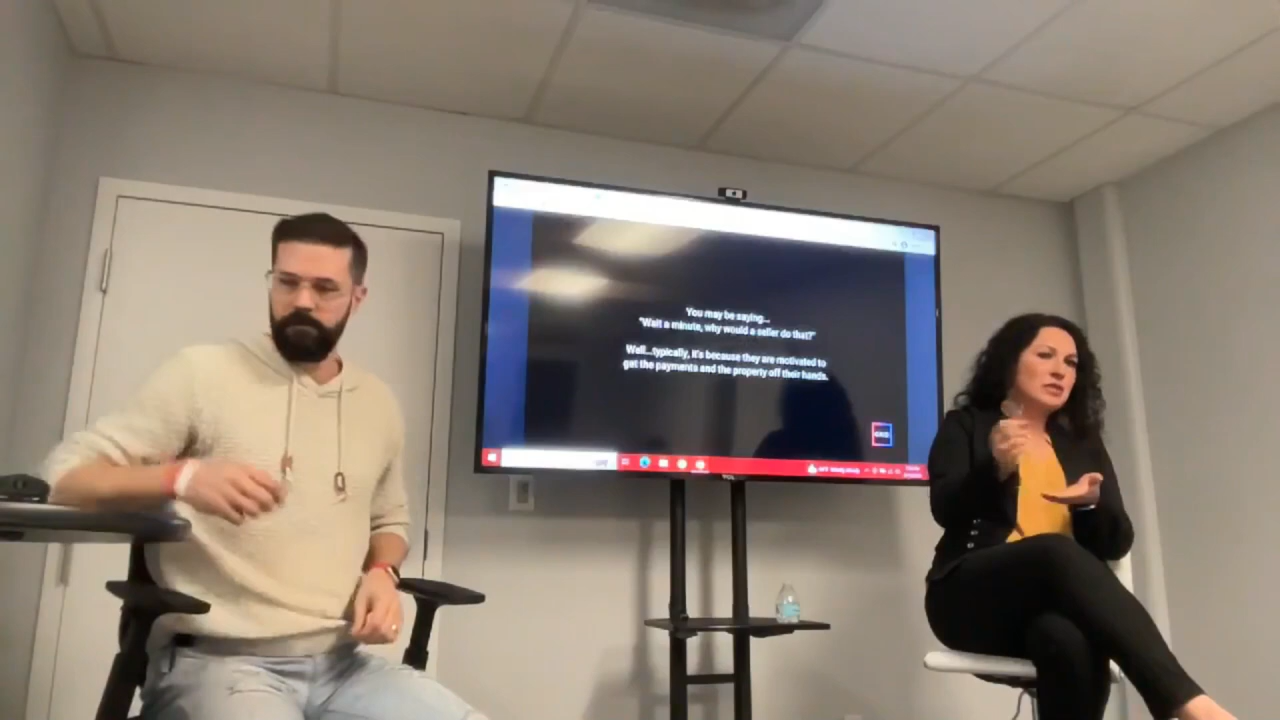 You may be saying...
"Wait a minute, why would a seller do that?"
Well...typically, it's because they are motivated to
get the payments and the property off their hands.
TCL